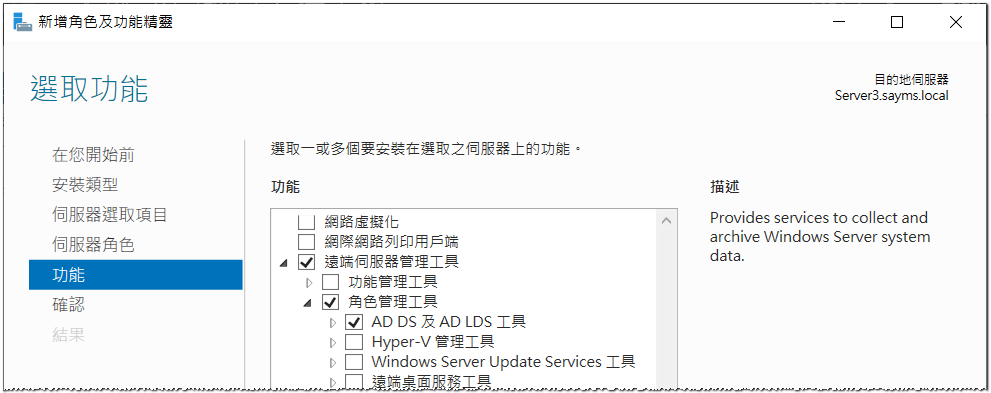 新增角色及功能精靈
選取功能
目的地伺服器
Server3.sayms.local
在您開始前
安裝類型
伺服器選取項目
伺服器角色
功能
確認
結果
選取一或多個要安裝在選取之伺服器上的功能。
功能
網路虛擬化
網際網路列印用戶端
遠端伺服器管理工具
功能管理工具
角色管理工具
AD DS 及 AD LDS 工具
Hyper-V 管理工具
Windows Server Update Services 工具
遠端桌面服務工具
描述
Provides services to collect and
archive Windows Server system
data.